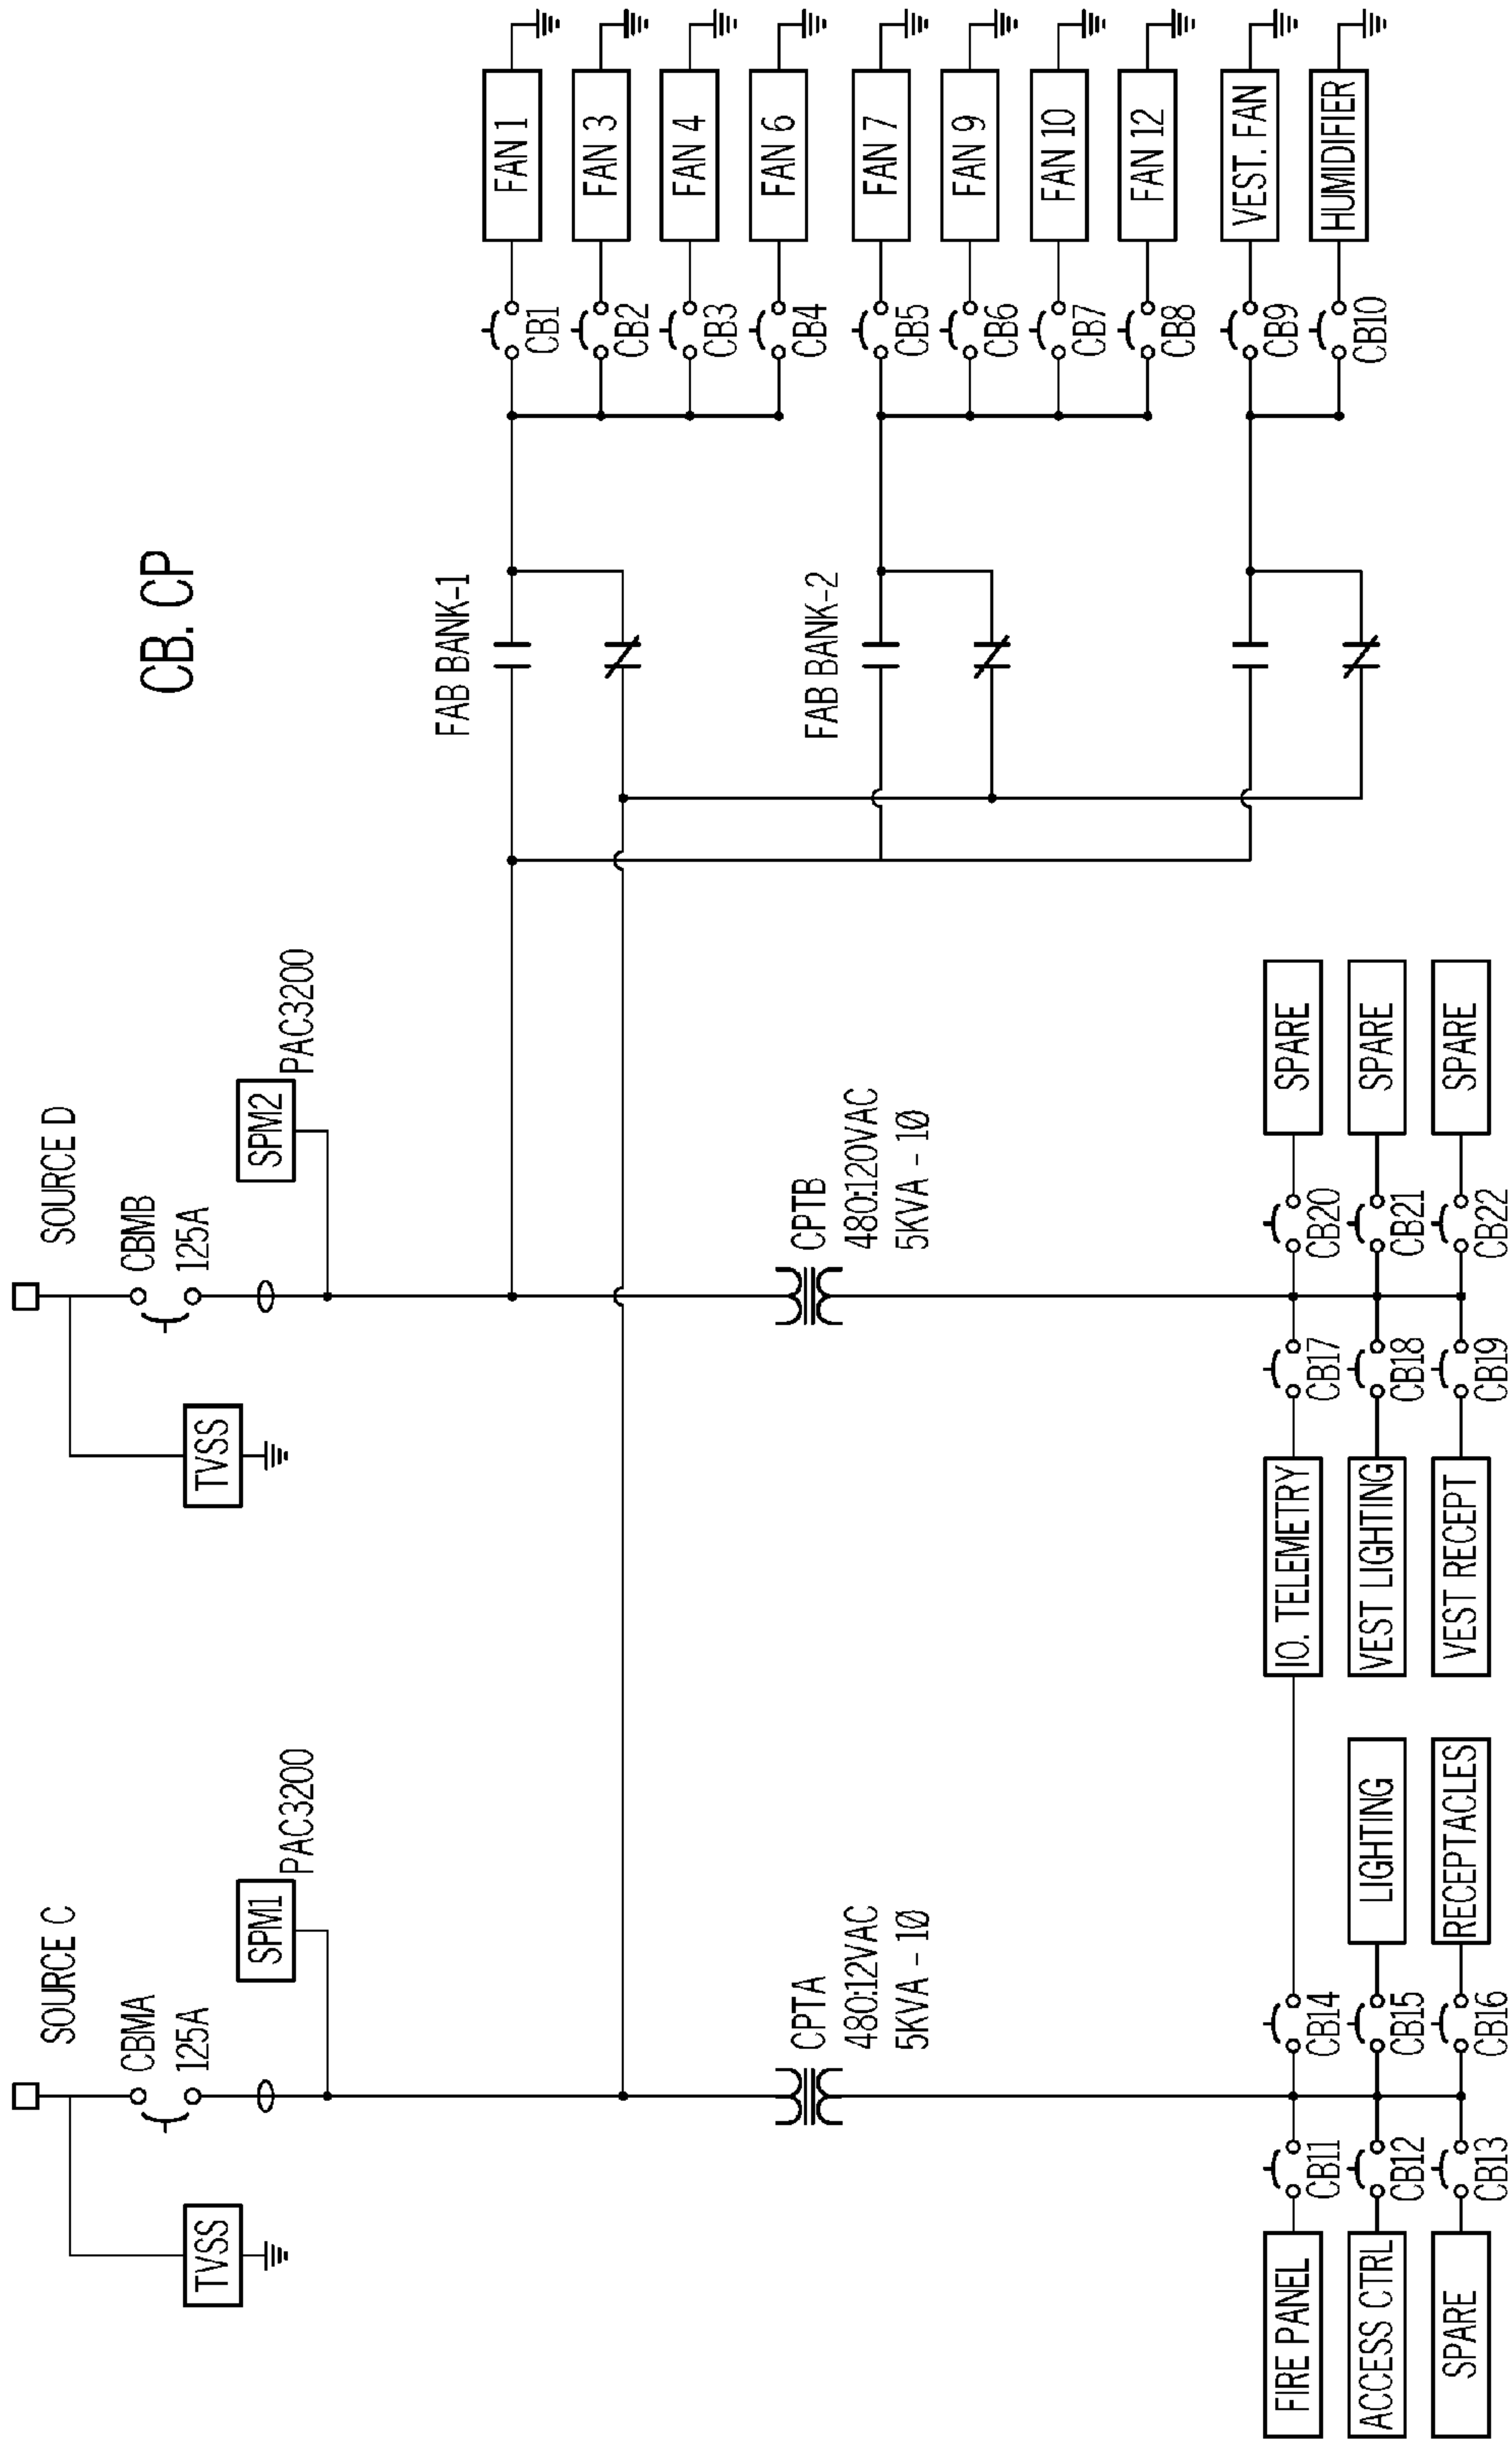 CB. CP
SOURCE C
CBMA
125A
TVSS
SPM1
PAC3200
CPTA
480:12VAC
5KVA - 1Ø
FIRE PANEL
CB11
CB14
ACCESS CTRL
CB12
CB15
LIGHTING
SPARE
CB13
CB16
RECEPTACLES
SOURCE D
CBMB
125A
TVSS
SPM2
PAC3200
CPTB
480:120VAC
5KVA - 1Ø
IO. TELEMETRY
CB17
CB20
SPARE
VEST LIGHTING
CB18
CB21
SPARE
VEST RECEPT
CB19
CB22
SPARE
FAB BANK-1
CB1
FAN 1
CB2
FAN 3
CB3
FAN 4
CB4
FAN 6
FAB BANK-2
CB5
FAN 7
CB6
FAN 9
CB7
FAN 10
CB8
FAN 12
CB9
VEST. FAN
CB10
HUMIDIFIER